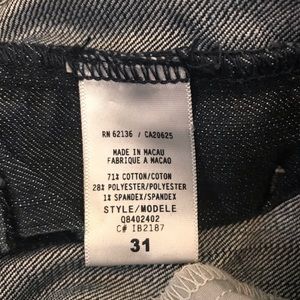 RN 62136 / CA20625
MADE IN MACAU
FABRIQUE A MACAO
71% COTTON/COTON
28% POLYESTER/POLYESTER
1% SPANDEX/SPANDEX
STYLE/MODELE
QB402402
C# IB2187
31